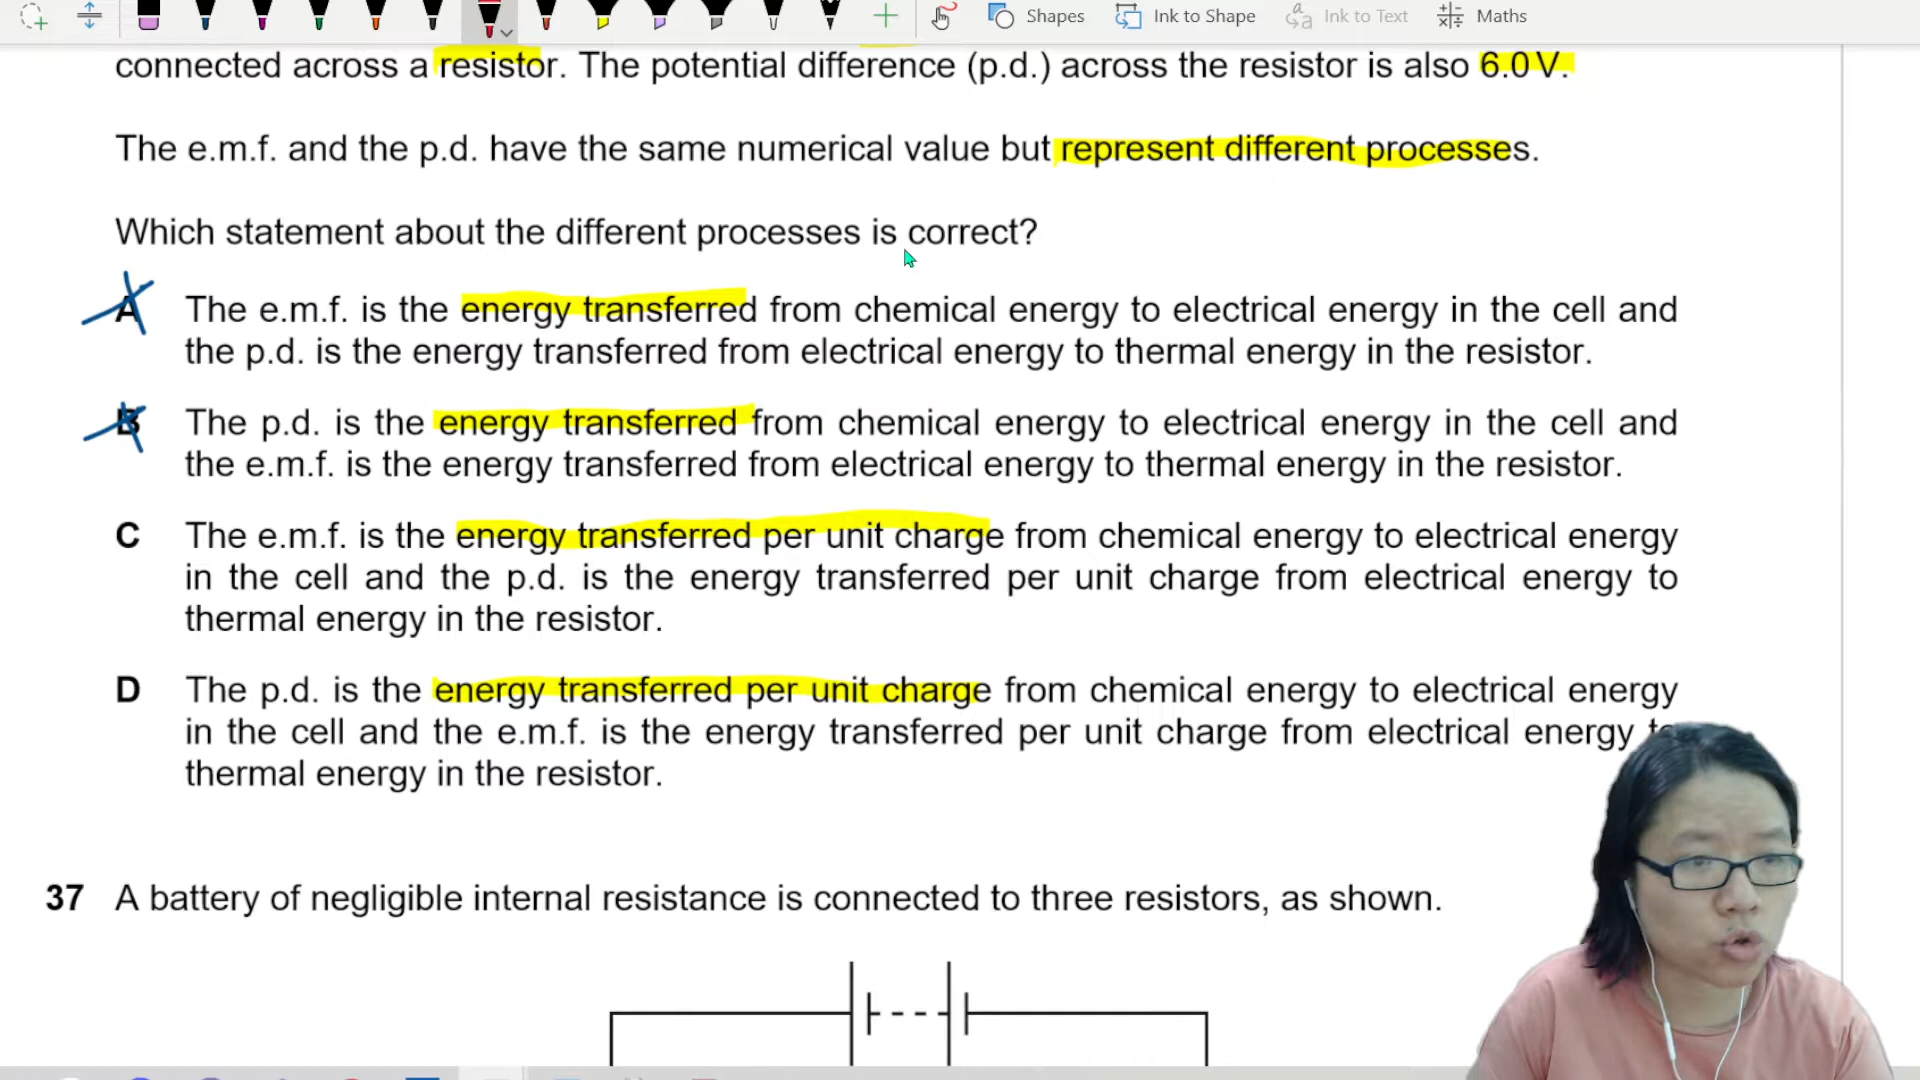 Shapes
Ink to Shape
Ink to Text
Maths
connected across a resistor. The potential difference (p.d.) across the resistor is also 6.0 V.
The e.m.f. and the p.d. have the same numerical value but represent different processes.
Which statement about the different processes is correct?
A The e.m.f. is the energy transferred from chemical energy to electrical energy in the cell and
the p.d. is the energy transferred from electrical energy to thermal energy in the resistor.
B The p.d. is the energy transferred from chemical energy to electrical energy in the cell and
the e.m.f. is the energy transferred from electrical energy to thermal energy in the resistor.
C The e.m.f. is the energy transferred per unit charge from chemical energy to electrical energy
in the cell and the p.d. is the energy transferred per unit charge from electrical energy to
thermal energy in the resistor.
D The p.d. is the energy transferred per unit charge from chemical energy to electrical energy
in the cell and the e.m.f. is the energy transferred per unit charge from electrical energy to
thermal energy in the resistor.
37 A battery of negligible internal resistance is connected to three resistors, as shown.